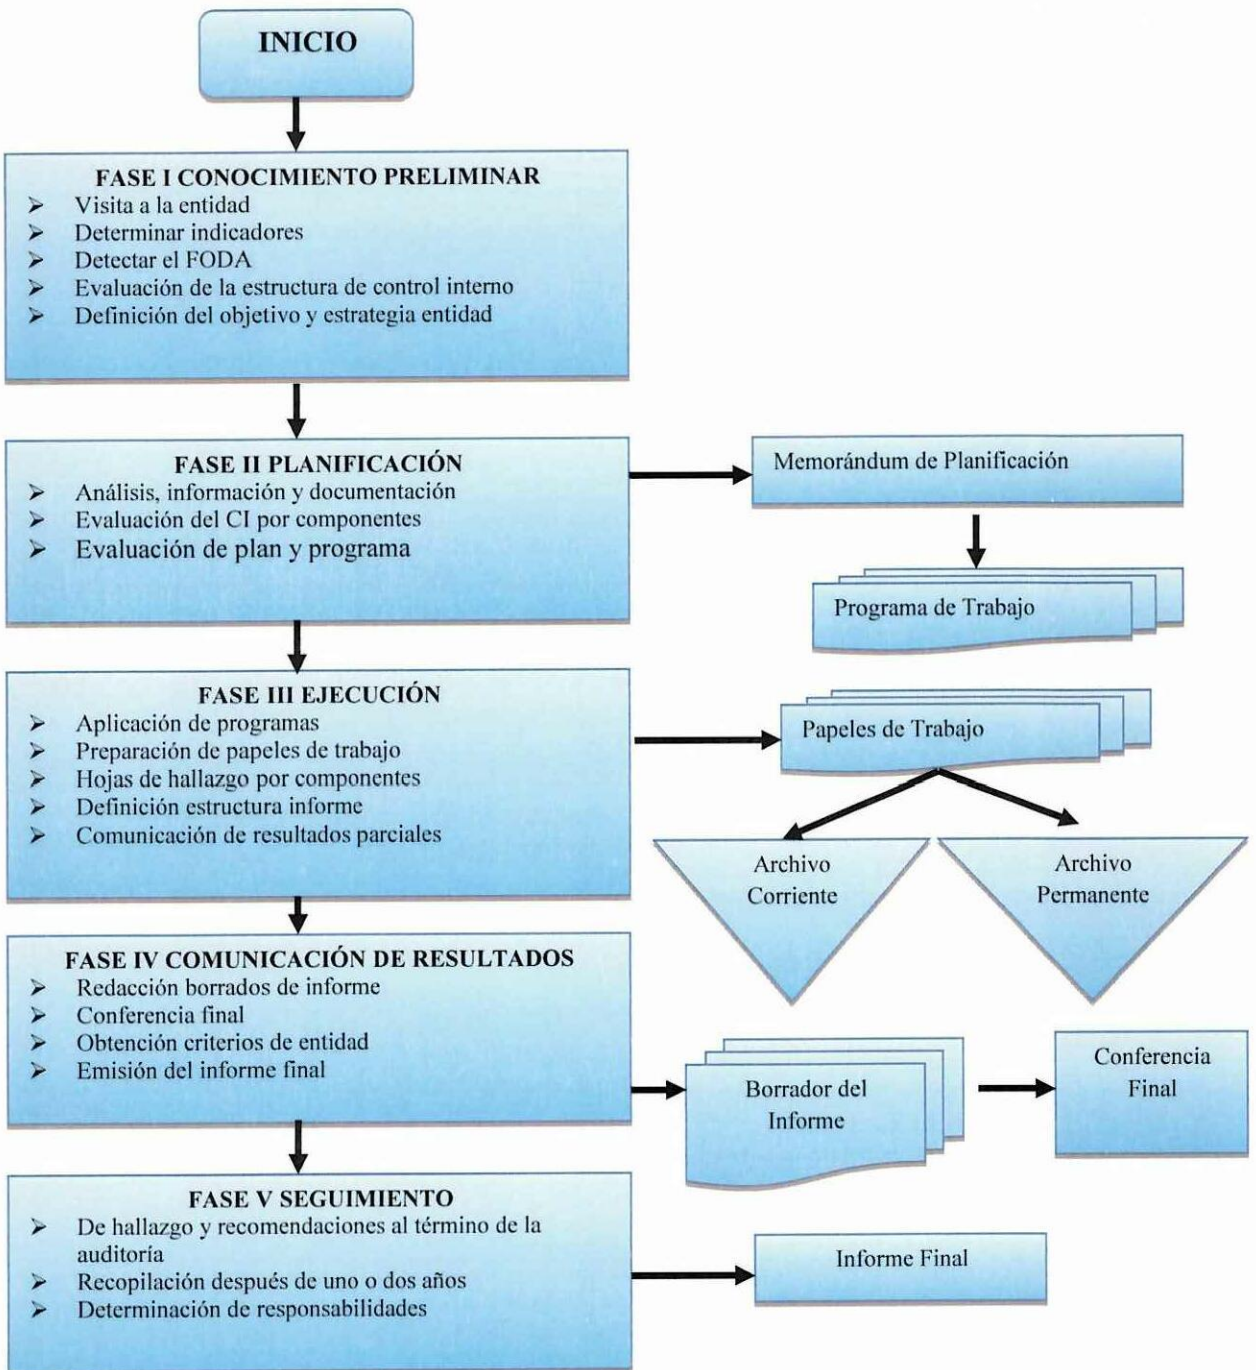 INICIO
FASE I CONOCIMIENTO PRELIMINAR
➢ Visita a la entidad
➢ Determinar indicadores
➢ Detectar el FODA
➢ Evaluación de la estructura de control interno
➢ Definición del objetivo y estrategia entidad
FASE II PLANIFICACIÓN
➢ Análisis, información y documentación
➢ Evaluación del CI por componentes
➢ Evaluación de plan y programa
Memorándum de Planificación
Programa de Trabajo
FASE III EJECUCIÓN
➢ Aplicación de programas
➢ Preparación de papeles de trabajo
➢ Hojas de hallazgo por componentes
➢ Definición estructura informe
➢ Comunicación de resultados parciales
Papeles de Trabajo
Archivo
Corriente
Archivo
Permanente
FASE IV COMUNICACIÓN DE RESULTADOS
➢ Redacción borrados de informe
➢ Conferencia final
➢ Obtención criterios de entidad
➢ Emisión del informe final
Borrador del
Informe
Conferencia
Final
FASE V SEGUIMIENTO
➢ De hallazgo y recomendaciones al término de la
auditoría
➢ Recopilación después de uno o dos años
➢ Determinación de responsabilidades
Informe Final